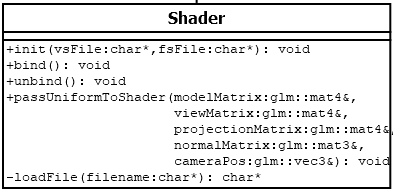 Shader
+init(vsFile:char*,fsFile:char*): void
+bind(): void
+unbind(): void
+passUniformToShader(modelMatrix:glm::mat4&,
viewMatrix:glm::mat4&,
projectionMatrix:glm::mat4&,
normalMatrix:glm::mat3&,
cameraPos:glm::vec3&): void
-loadFile(filename:char*): char*